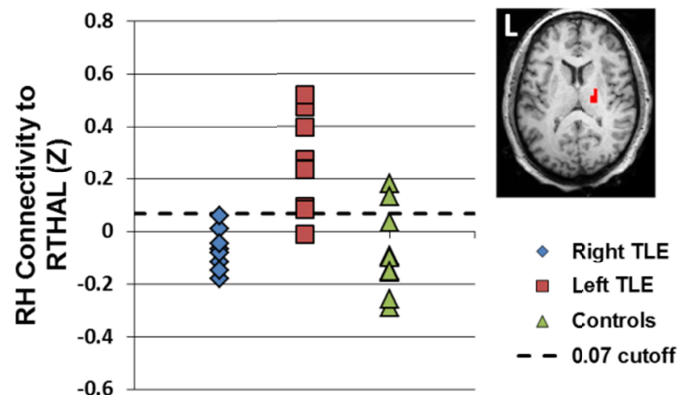 RH Connectivity to
RTHAL (Z)
0.8
0.6
0.4
0.2
0
-0.2
-0.4
-0.6
L
Right TLE
Left TLE
Controls
0.07 cutoff